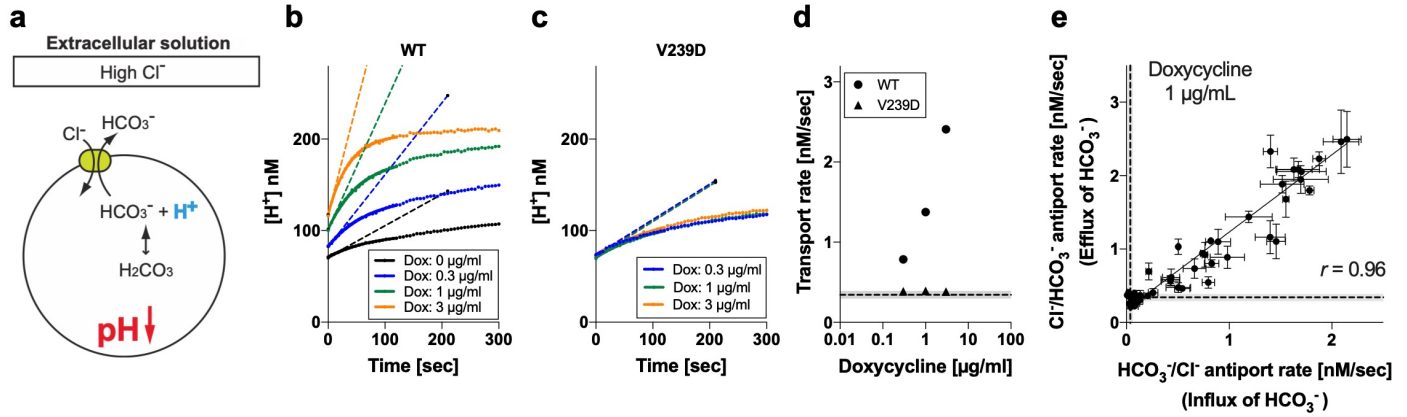 a
Extracellular solution
High Cl⁻
Cl⁻
HCO₃⁻
HCO₃⁻ + H⁺
H₂CO₃
pH
b
WT
[H⁺] nM
200
100
0
Dox: 0 µg/ml
Dox: 0.3 µg/ml
Dox: 1 µg/ml
Dox: 3 µg/ml
0 100 200 300
Time [sec]
c
V239D
[H⁺] nM
200
100
0
Dox: 0.3 µg/ml
Dox: 1 µg/ml
Dox: 3 µg/ml
0 100 200 300
Time [sec]
d
Transport rate [nM/sec]
3
2
1
0
WT
V239D
0.01 0.1 1 10 100
Doxycycline [µg/ml]
e
Cl⁻/HCO₃⁻ antiport rate [nM/sec]
(Efflux of HCO₃⁻)
3
2
1
0
Doxycycline
1 µg/mL
r = 0.96
0 1 2
HCO₃⁻/Cl⁻ antiport rate [nM/sec]
(Influx of HCO₃⁻)